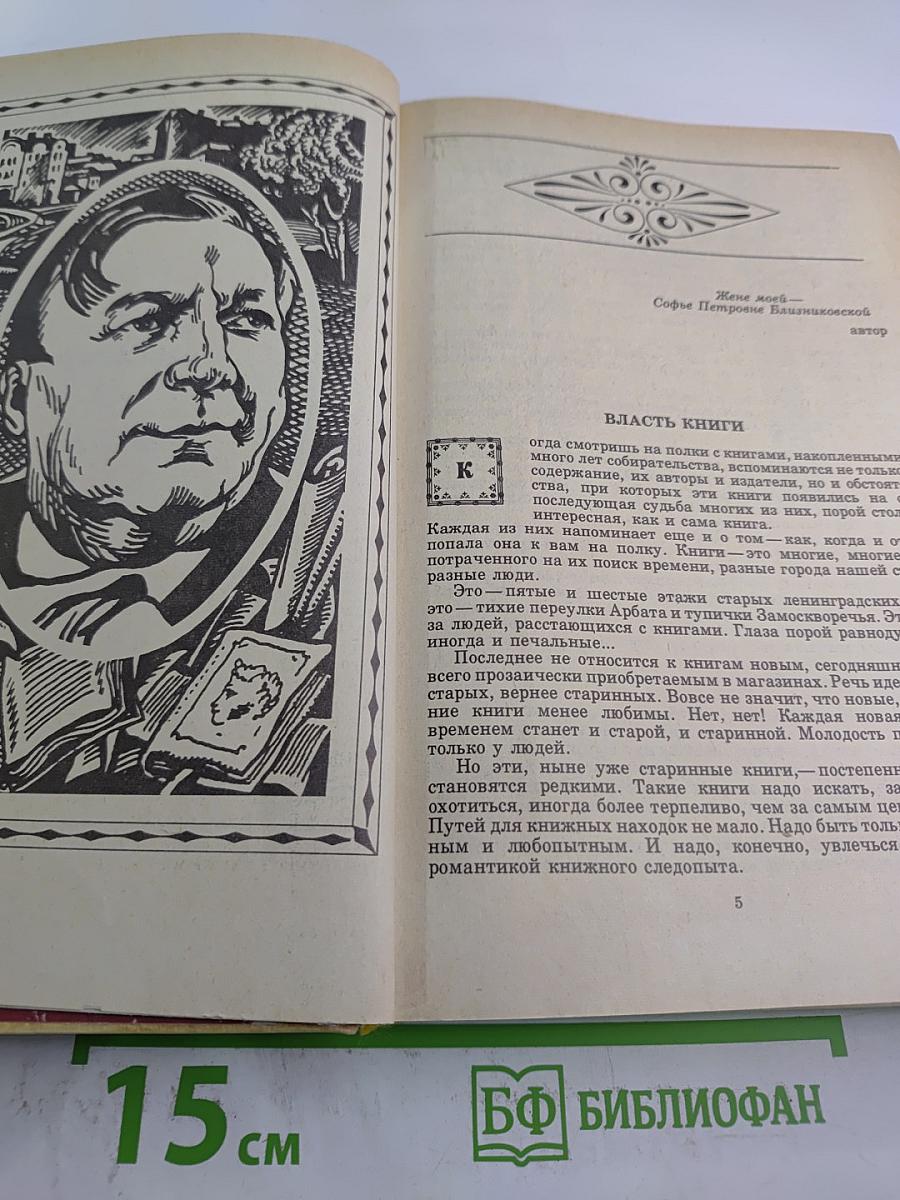 Жене моей—
Софье Петровне Близниковской
автор
ВЛАСТЬ КНИГИ
Когда смотришь на полки с книгами, накопленными
много лет собирательства, вспоминаются не только
содержание, их авторы и издатели, но и обстоят
ства, при которых эти книги появились на с
последующая судьба многих из них, порой стол
интересная, как и сама книга.
Каждая из них напоминает еще и о том—как, когда и от
попала она к вам на полку. Книги—это многие, многие
потраченного на их поиск времени, разные города нашей с
разные люди.
Это—пятые и шестые этажи старых ленинградских
это—тихие переулки Арбата и тупички Замоскворечья. Эт
за людей, расстающихся с книгами. Глаза порой равноду
иногда и печальные...
Последнее не относится к книгам новым, сегодняшн
всего прозаически приобретаемым в магазинах. Речь иде
старых, вернее старинных. Вовсе не значит, что новые,
ние книги менее любимы. Нет, нет! Каждая новая
временем станет и старой, и старинной. Молодость п
только у людей.
Но эти, ныне уже старинные книги,—постепенн
становятся редкими. Такие книги надо искать, за
охотиться, иногда более терпеливо, чем за самым цен
Путей для книжных находок не мало. Надо быть толь
ным и любопытным. И надо, конечно, увлечься
романтикой книжного следопыта.
5
15 см
БФ БИБЛИОФАН